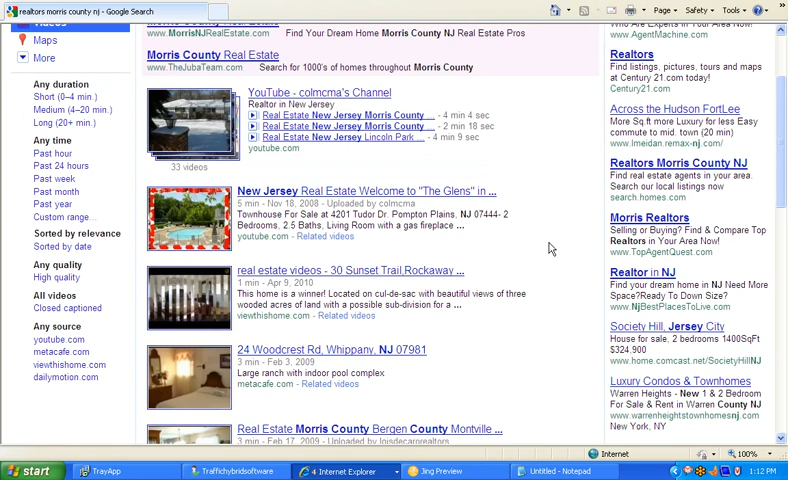 realtors morris county nj - Google Search
Page
Safety
Tools
Videos
Maps
More
Any duration
Short (0–4 min.)
Medium (4–20 min.)
Long (20+ min.)
Any time
Past hour
Past 24 hours
Past week
Past month
Past year
Custom range...
Sorted by relevance
Sorted by date
Any quality
High quality
All videos
Closed captioned
Any source
youtube.com
metacafe.com
viewthishome.com
dailymotion.com
www.MorrisNJRealEstate.com Find Your Dream Home Morris County NJ Real Estate Pros
Morris County Real Estate
www.TheJubaTeam.com Search for 1000's of homes throughout Morris County
YouTube - colmcma's Channel
Realtor in New Jersey
Real Estate New Jersey Morris County ... - 4 min 4 sec
Real Estate New Jersey Morris County ... - 2 min 18 sec
Real Estate New Jersey Lincoln Park ... - 4 min 9 sec
youtube.com
33 videos
New Jersey Real Estate Welcome to "The Glens" in ...
5 min - Nov 18, 2008 - Uploaded by colmcma
Townhouse For Sale at 4201 Tudor Dr. Pompton Plains, NJ 07444- 2
Bedrooms, 2.5 Baths, Living Room with a gas fireplace ...
youtube.com - Related videos
real estate videos - 30 Sunset Trail,Rockaway ...
1 min - Apr 9, 2010
This home is a winner! Located on cul-de-sac with beautiful views of three
wooded acres of land with a possible sub-division for a ...
viewthishome.com - Related videos
24 Woodcrest Rd, Whippany, NJ 07981
3 min - Feb 3, 2009
Large ranch with indoor pool complex
metacafe.com - Related videos
Real Estate Morris County Bergen County Montville ...
3 min - Feb 17, 2009 - Uploaded by loisdecarorealtors
Who Are Experts in Your Area Now!
www.AgentMachine.com
Realtors
Find listings, pictures, tours and maps
at Century 21.com today!
Century21.com
Across the Hudson FortLee
More Sq.ft more Luxury for less Easy
commute to mid. town (20 min)
www.lmeidan.remax-nj.com/
Realtors Morris County NJ
Find real estate agents in your area.
Search our local listings now
search.homes.com
Morris Realtors
Selling or Buying? Find & Compare Top
Realtors in Your Area Now!
www.TopAgentQuest.com
Realtor in NJ
Find your dream home in NJ Need More
Space?Ready To Down Size?
www.NjBestPlacesToLive.com
Society Hill, Jersey City
House for sale, 2 bedrooms 1400SqFt
$324,900
www.home.comcast.net/SocietyHillNJ
Luxury Condos & Townhomes
Warren Heights - New 1 & 2 Bedroom
For Sale & Rent in Warren County NJ
www.warrenheightstownhomesnj.com
New York, NY
Internet
100%
start
TrayApp
Traffichybridsoftware
4 Internet Explorer
Jing Preview
Untitled - Notepad
1:12 PM